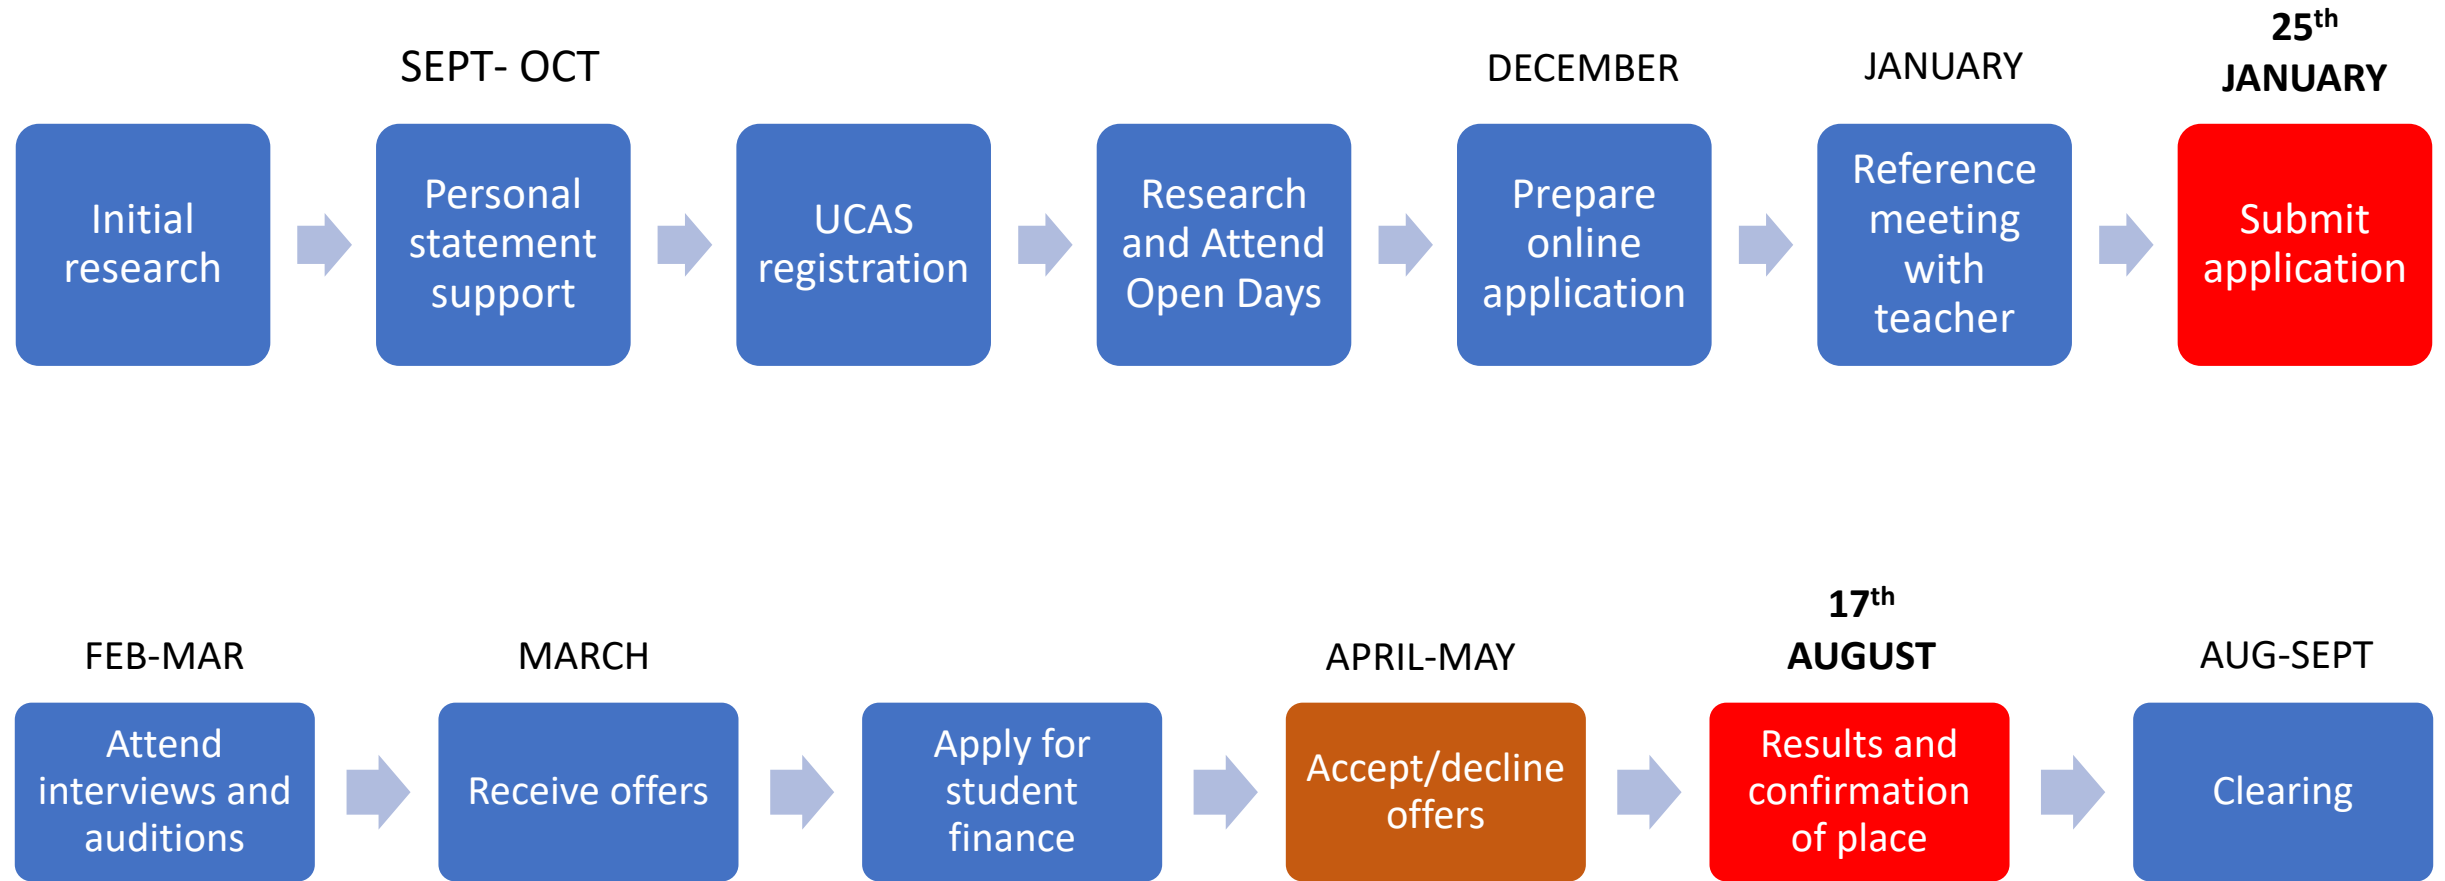 SEPT- OCT
DECEMBER
JANUARY
25th
JANUARY
Initial
research
Personal
statement
support
UCAS
registration
Research
and Attend
Open Days
Prepare
online
application
Reference
meeting
with
teacher
Submit
application
FEB-MAR
MARCH
APRIL-MAY
17th
AUGUST
AUG-SEPT
Attend
interviews and
auditions
Receive offers
Apply for
student
finance
Accept/decline
offers
Results and
confirmation
of place
Clearing